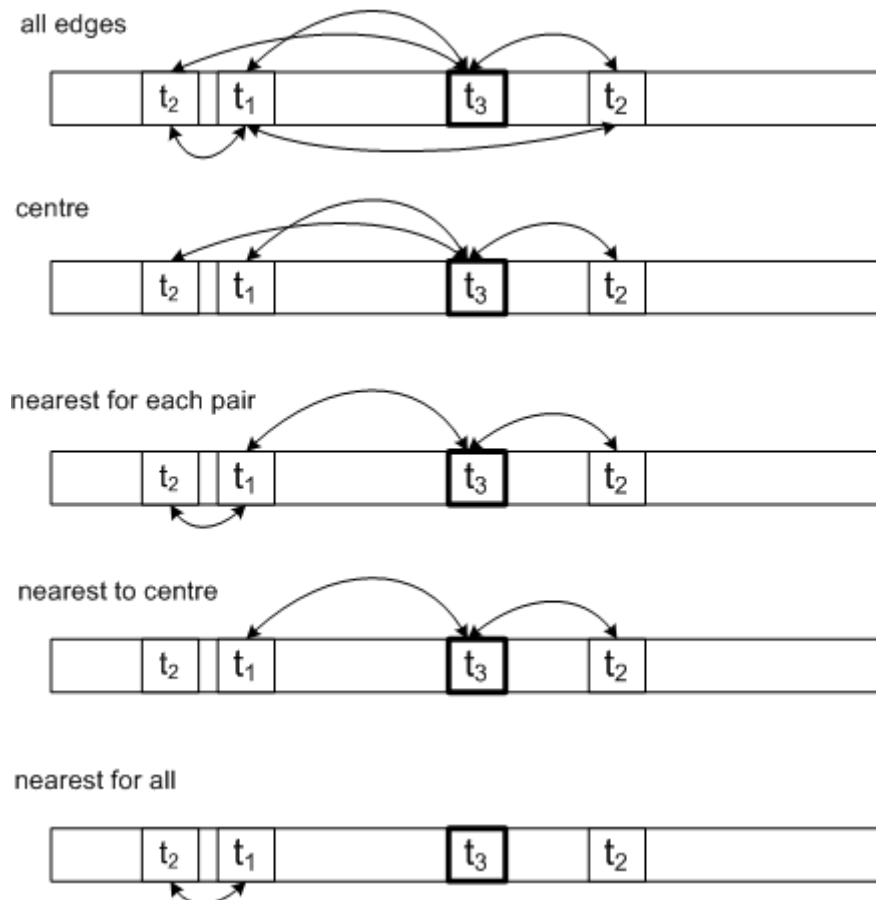 all edges
t₂ t₁ t₃ t₂
centre
t₂ t₁ t₃ t₂
nearest for each pair
t₂ t₁ t₃ t₂
nearest to centre
t₂ t₁ t₃ t₂
nearest for all
t₂ t₁ t₃ t₂